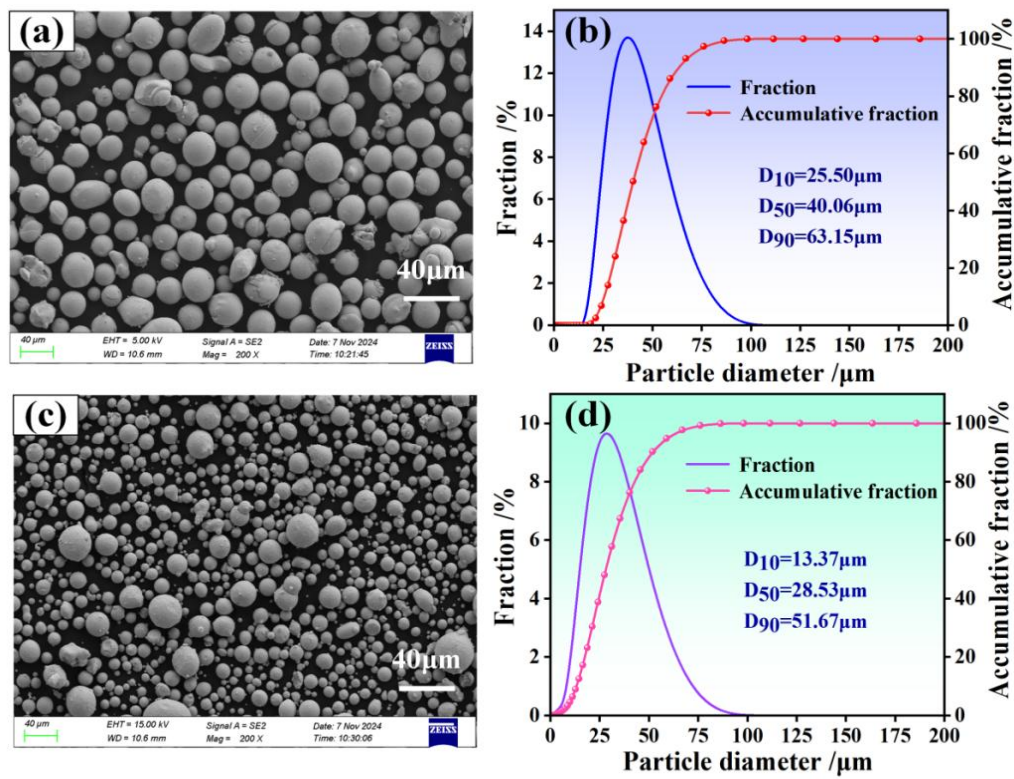 (a)
40μm
40 μm
EHT = 5.00 kV
WD = 10.6 mm
Signal A = SE2
Mag = 200 X
Date: 7 Nov 2024
Time: 10:21:45
ZEISS
(b)
Fraction /%
14
12
10
8
6
4
2
0
Fraction
Accumulative fraction
D10=25.50μm
D50=40.06μm
D90=63.15μm
100
80
60
40
20
0
Accumulative fraction /%
0 25 50 75 100 125 150 175 200
Particle diameter /μm
(c)
40μm
40 μm
EHT = 15.00 kV
WD = 10.6 mm
Signal A = SE2
Mag = 200 X
Date: 7 Nov 2024
Time: 10:30:06
ZEISS
(d)
Fraction /%
10
8
6
4
2
0
Fraction
Accumulative fraction
D10=13.37μm
D50=28.53μm
D90=51.67μm
100
80
60
40
20
0
Accumulative fraction /%
0 25 50 75 100 125 150 175 200
Particle diameter /μm